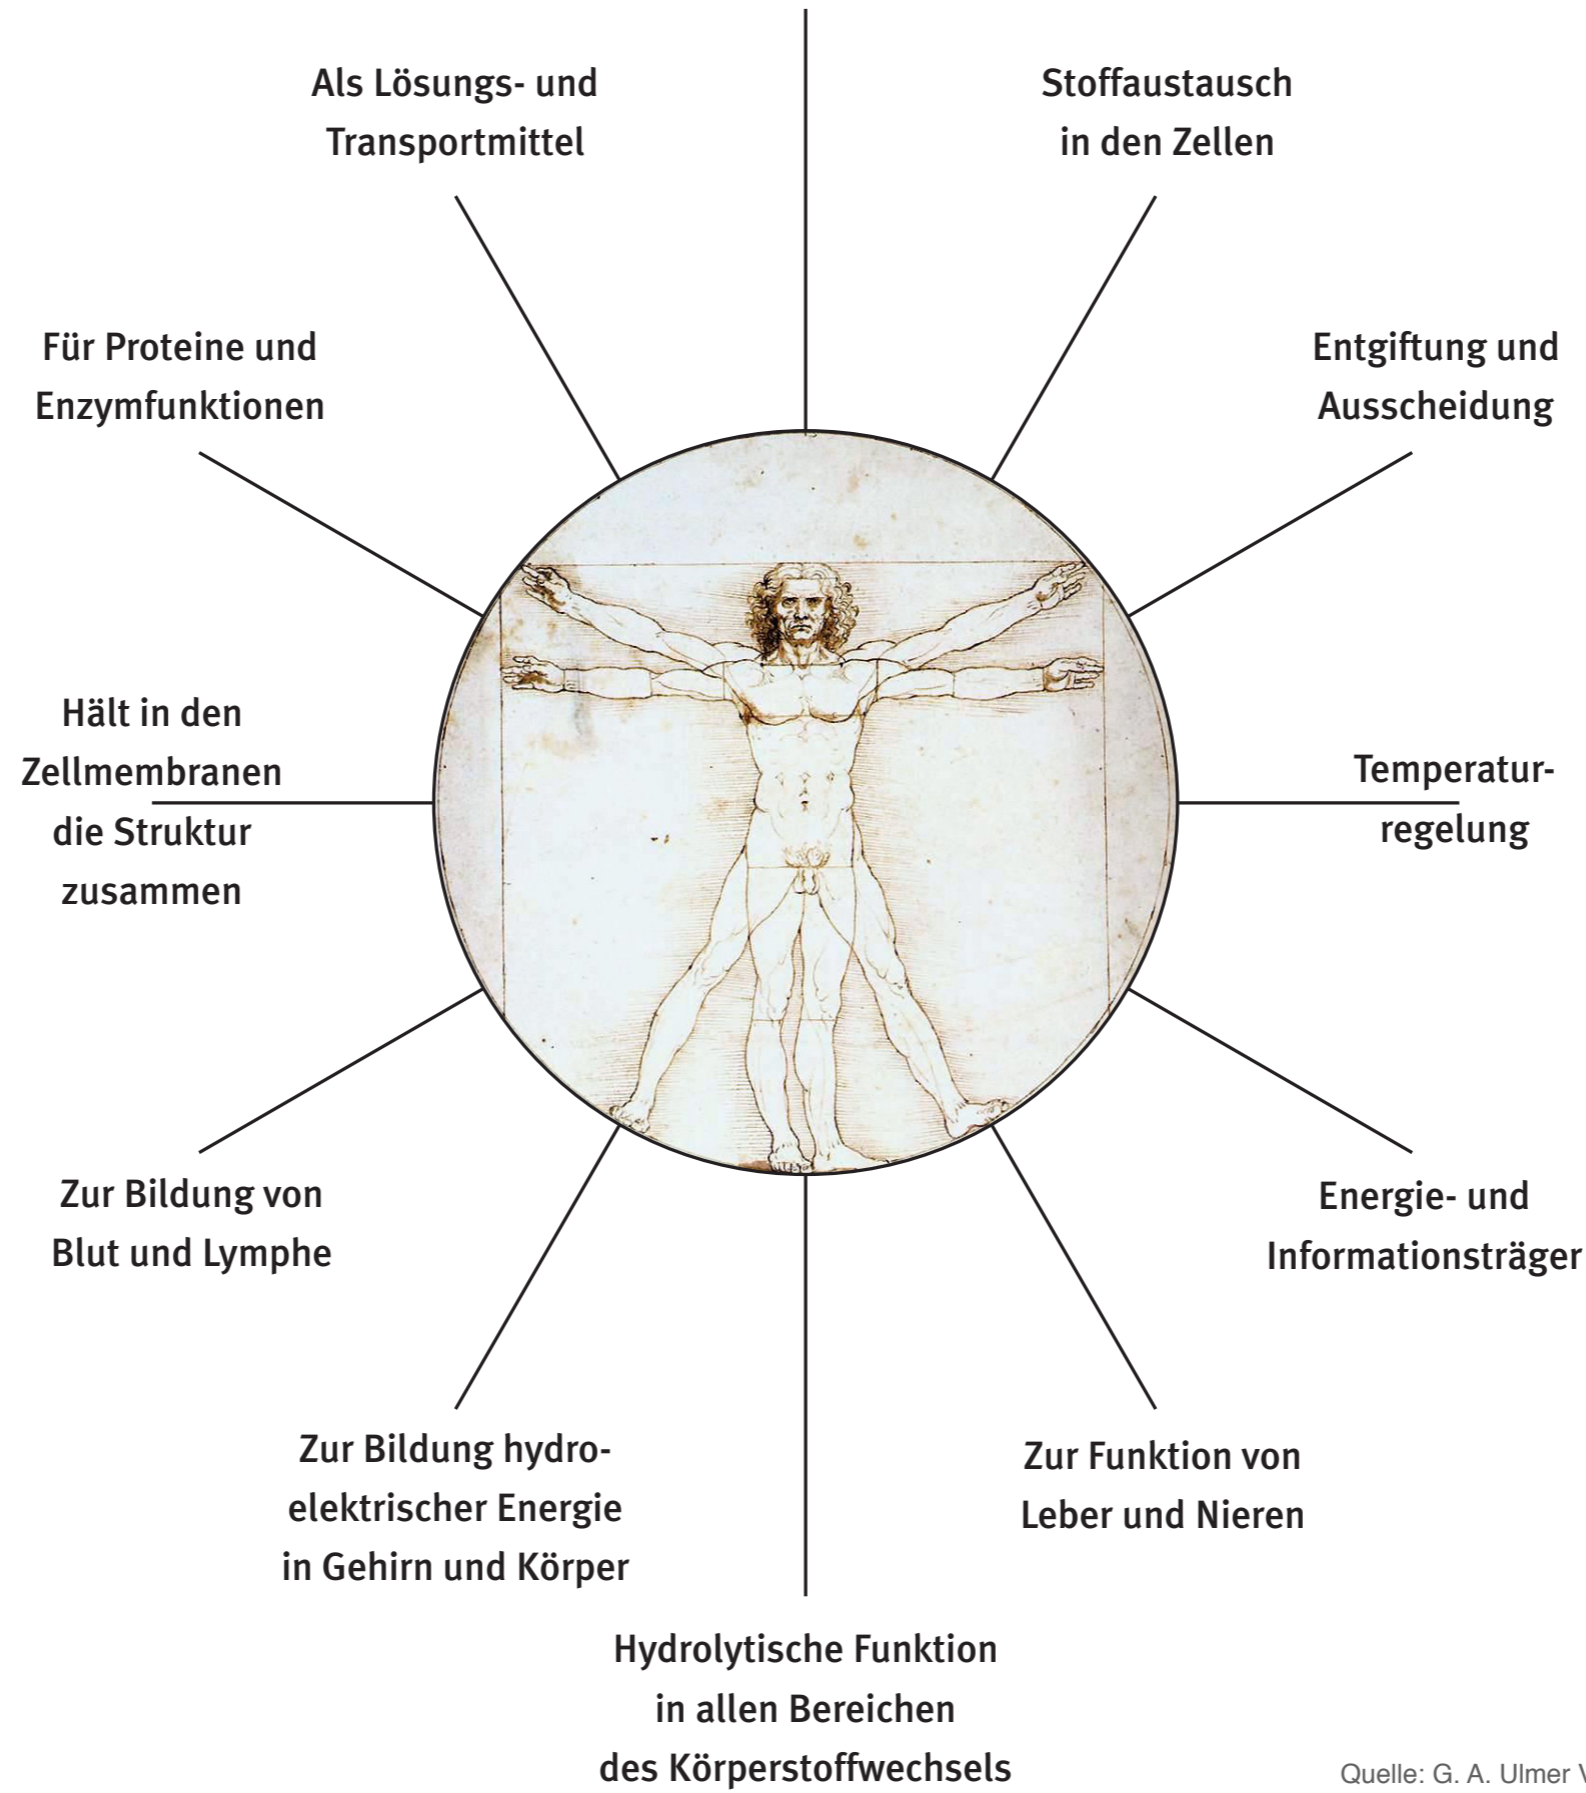 Als Lösungs- und
Transportmittel
Stoffaustausch
in den Zellen
Für Proteine und
Enzymfunktionen
Entgiftung und
Ausscheidung
Hält in den
Zellmembranen
die Struktur
zusammen
Temperatur-
regelung
Zur Bildung von
Blut und Lymphe
Energie- und
Informationsträger
Zur Bildung hydro-
elektrischer Energie
in Gehirn und Körper
Zur Funktion von
Leber und Nieren
Hydrolytische Funktion
in allen Bereichen
des Körperstoffwechsels
Quelle: G. A. Ulmer